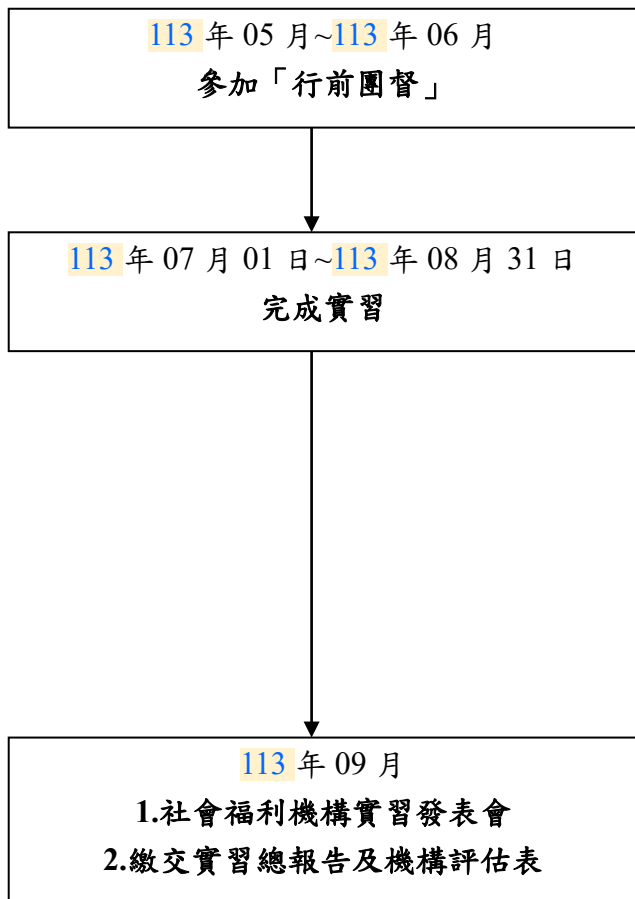 113 年 05 月~113 年 06 月
參加「行前團督」
113 年 07 月 01 日~113 年 08 月 31 日
完成實習
113 年 09 月
1.社會福利機構實習發表會
2.繳交實習總報告及機構評估表